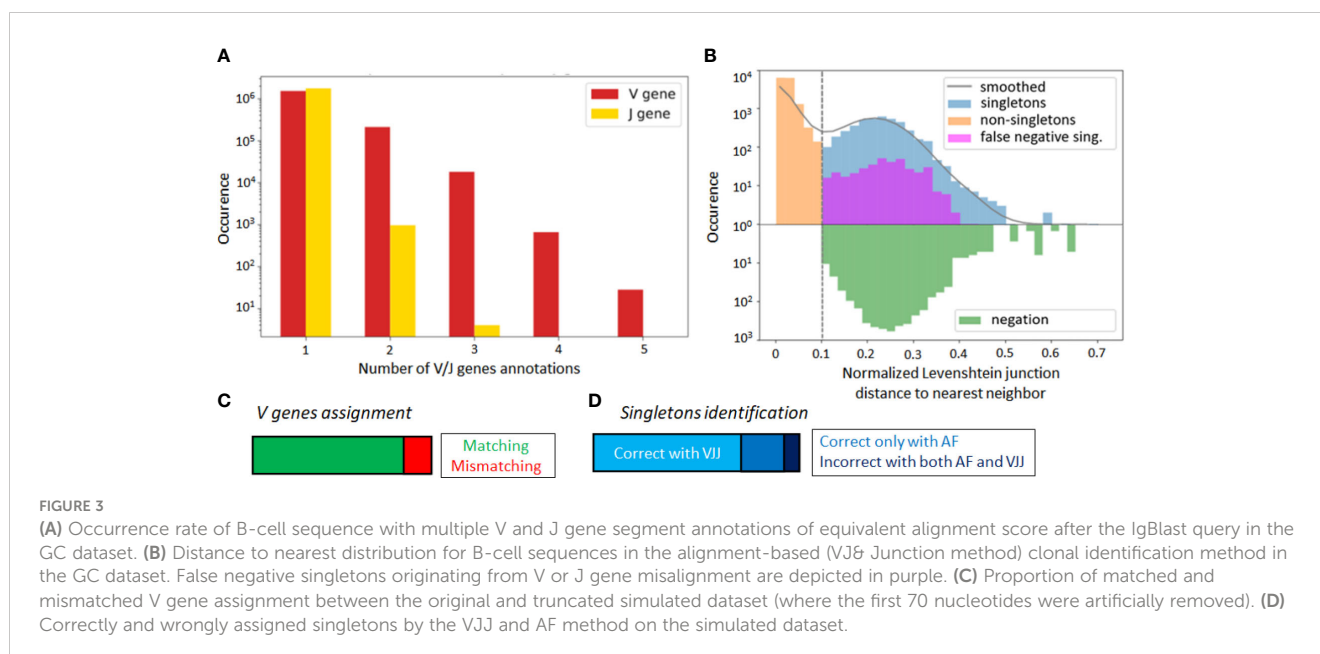 A
10⁶
10⁵
10⁴
10³
10²
10¹
Occurence
V gene
J gene
1 2 3 4 5
Number of V/J genes annotations
B
10⁴
10³
10²
10¹
10⁰
10¹
10²
10³
Occurence
smoothed
singletons
non-singletons
false negative sing.
negation
0 0.1 0.2 0.3 0.4 0.5 0.6 0.7
Normalized Levenshtein junction
distance to nearest neighbor
C
V genes assignment
Matching
Mismatching
D
Singletons identification
Correct with VJJ
Correct only with AF
Incorrect with both AF and VJJ
FIGURE 3
(A) Occurrence rate of B-cell sequence with multiple V and J gene segment annotations of equivalent alignment score after the IgBlast query in the
GC dataset. (B) Distance to nearest distribution for B-cell sequences in the alignment-based (VJ& Junction method) clonal identification method in
the GC dataset. False negative singletons originating from V or J gene misalignment are depicted in purple. (C) Proportion of matched and
mismatched V gene assignment between the original and truncated simulated dataset (where the first 70 nucleotides were artificially removed). (D)
Correctly and wrongly assigned singletons by the VJJ and AF method on the simulated dataset.